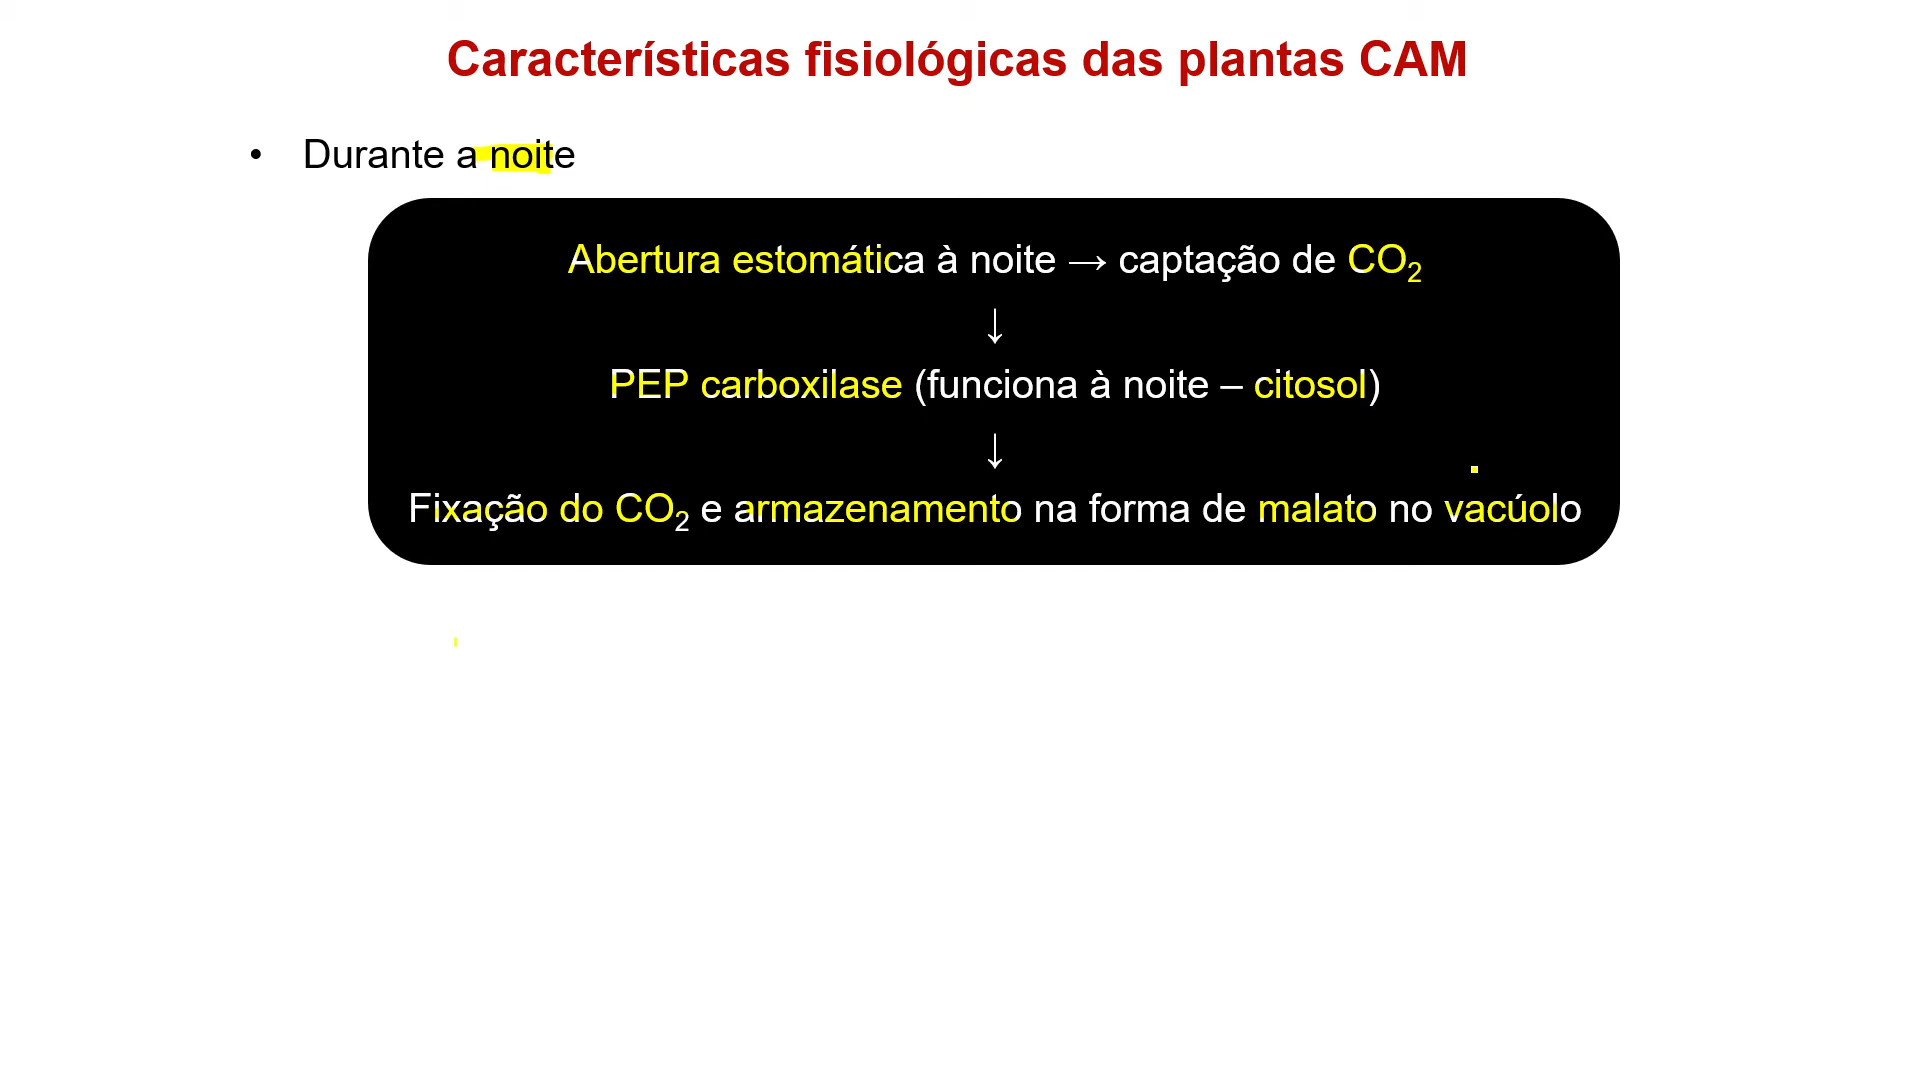 Características fisiológicas das plantas CAM
• Durante a noite
Abertura estomática à noite → captação de CO₂
↓
PEP carboxilase (funciona à noite – citosol)
↓
Fixação do CO₂ e armazenamento na forma de malato no vacúolo